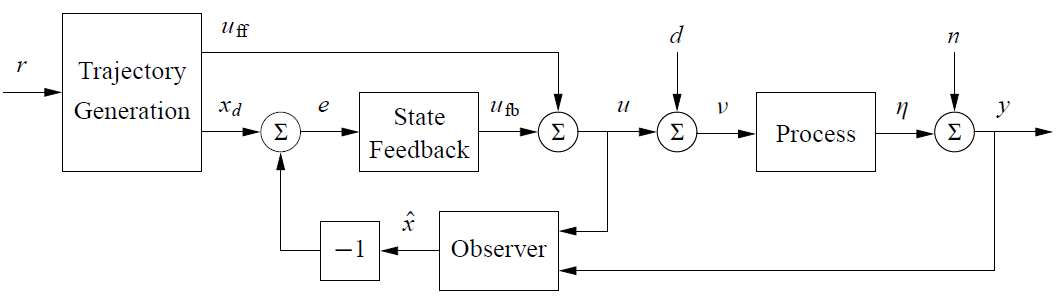 r
Trajectory
Generation
u_ff
x_d
Σ
e
State
Feedback
u_fb
Σ
u
d
Σ
ν
Process
η
n
Σ
y
−1
x̂
Observer